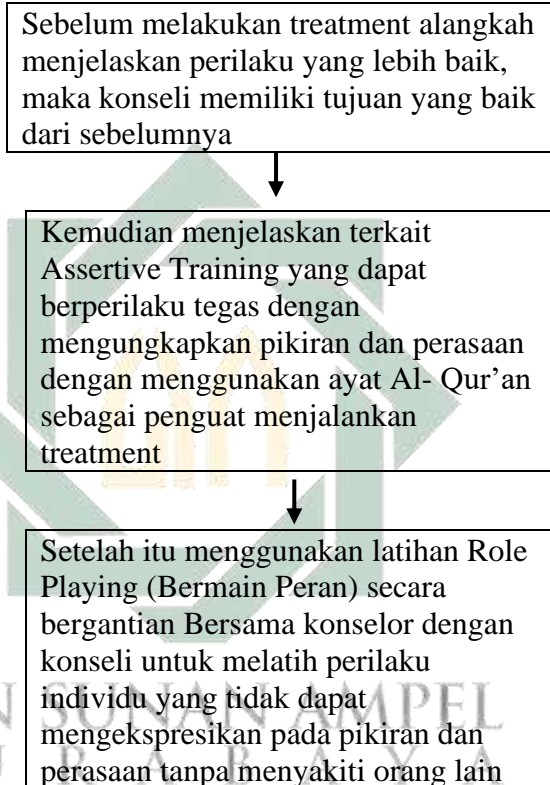 Sebelum melakukan treatment alangkah
menjelaskan perilaku yang lebih baik,
maka konseli memiliki tujuan yang baik
dari sebelumnya
Kemudian menjelaskan terkait
Assertive Training yang dapat
berperilaku tegas dengan
mengungkapkan pikiran dan perasaan
dengan menggunakan ayat Al- Qur’an
sebagai penguat menjalankan
treatment
Setelah itu menggunakan latihan Role
Playing (Bermain Peran) secara
bergantian Bersama konselor dengan
konseli untuk melatih perilaku
individu yang tidak dapat
mengekspresikan pada pikiran dan
perasaan tanpa menyakiti orang lain
N SUNAN AMPEL
U R A B A Y A